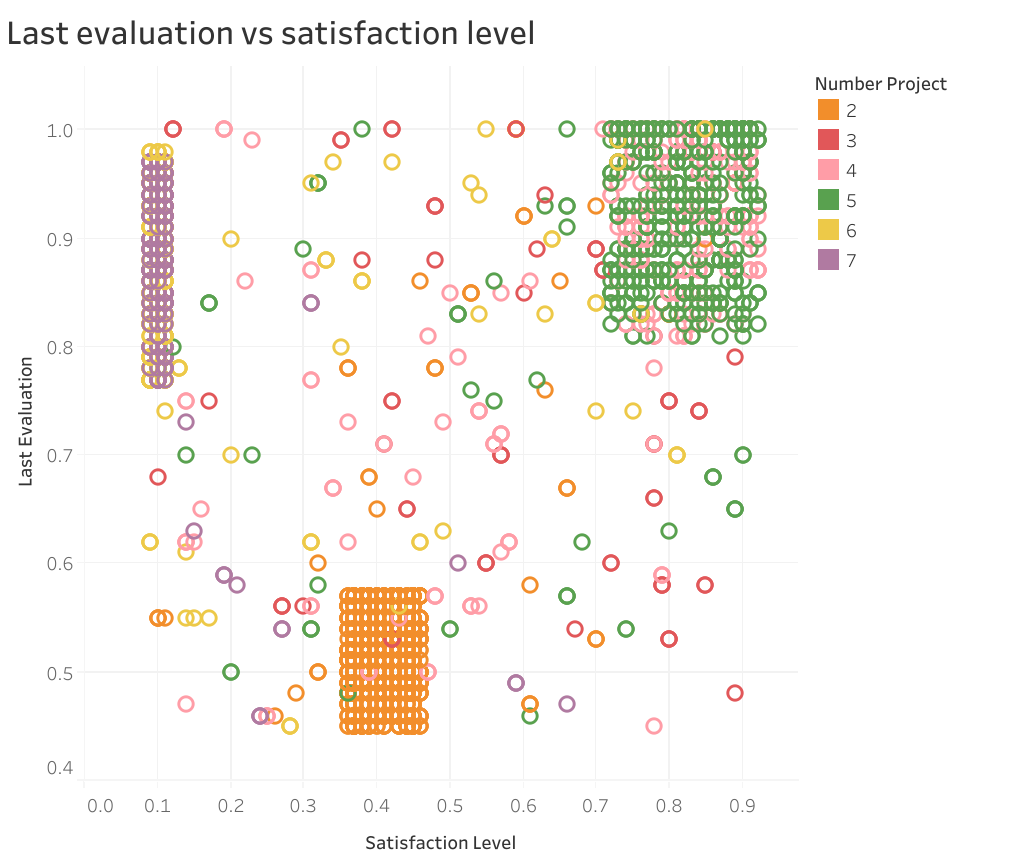 Last evaluation vs satisfaction level
Number Project
2
3
4
5
6
7
Last Evaluation
1.0
0.9
0.8
0.7
0.6
0.5
0.4
0.0 0.1 0.2 0.3 0.4 0.5 0.6 0.7 0.8 0.9
Satisfaction Level